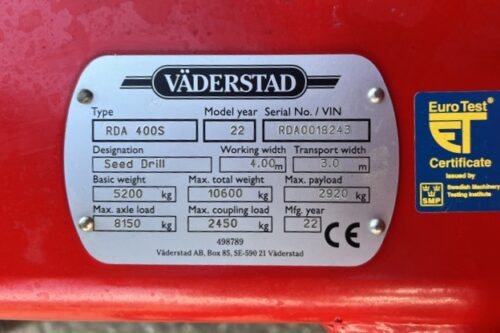 VÄDERSTAD
Type Model year Serial No. / VIN
RDA 400S 22 RDA0018243
Designation Working width Transport width
Seed Drill 4.00m 3.0 m
Basic weight Max. total weight Max. payload
5200 kg 10600 kg 2920 kg
Max. axle load Max. coupling load Mfg. year
8150 kg 2450 kg 22 CE
498789
Väderstad AB, Box 85, SE-590 21 Väderstad
Euro Test
ET
Certificate
Issued by
SMP Swedish Machinery
Testing Institute